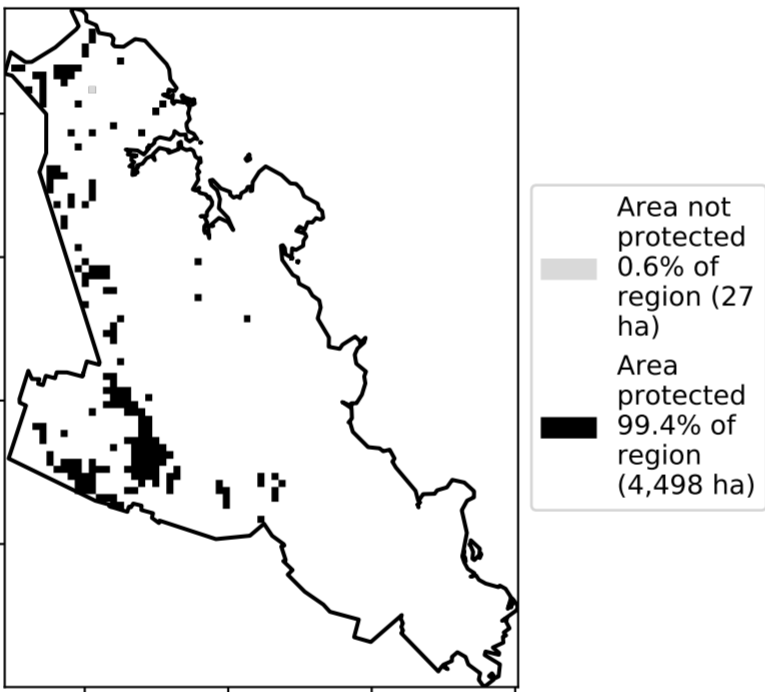 Area not
protected
0.6% of
region (27
ha)
Area
protected
99.4% of
region
(4,498 ha)